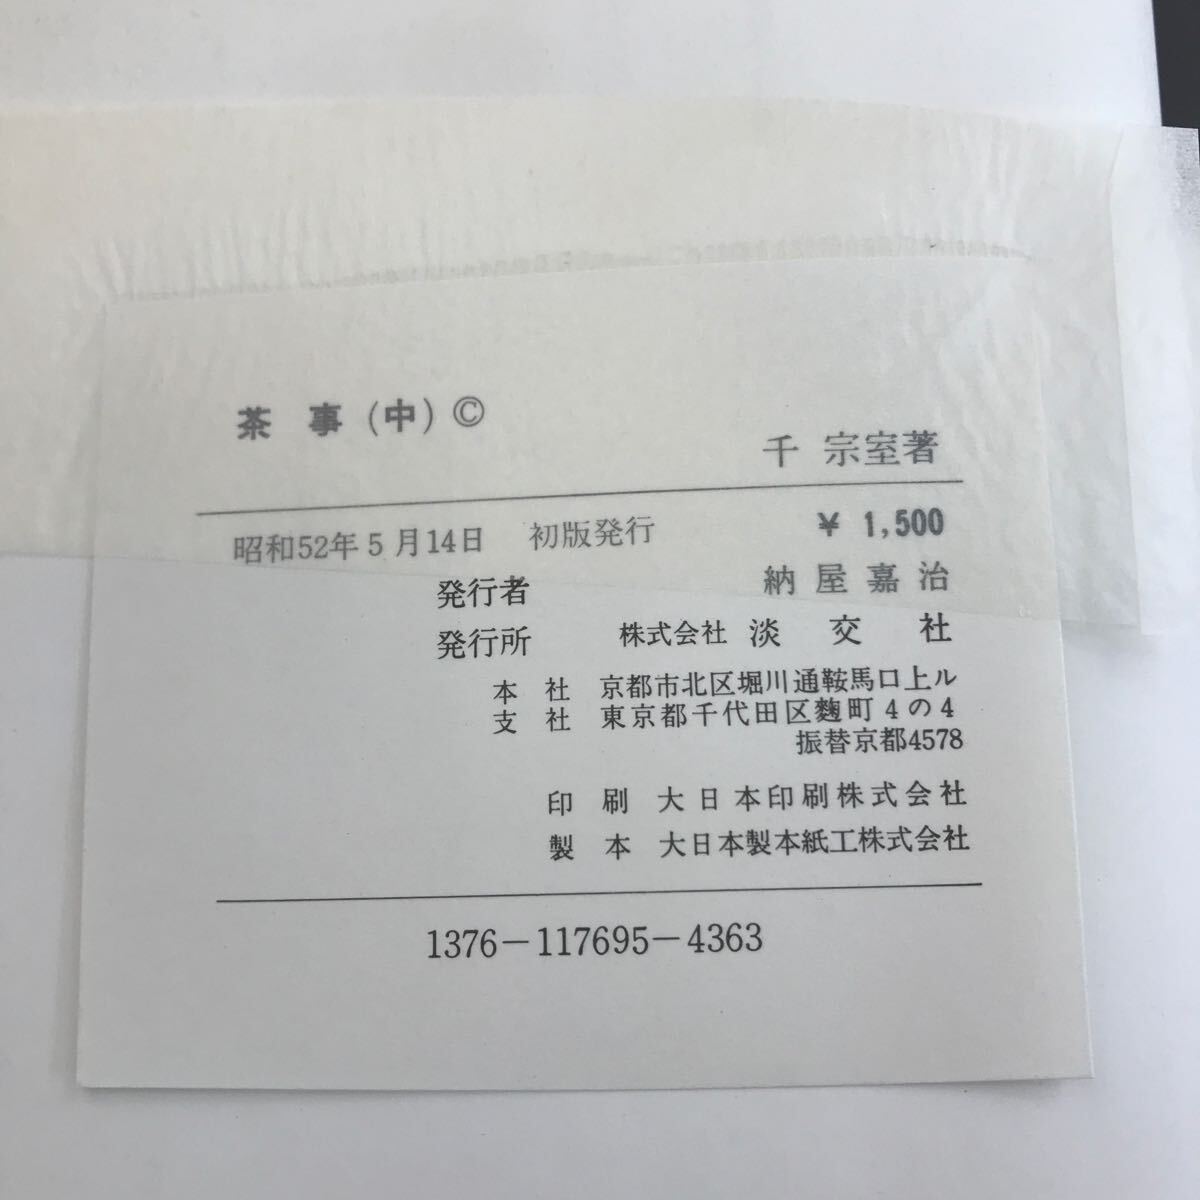 茶 事（中）©
千 宗室著
昭和52年5月14日 初版発行 ¥ 1,500
発行者 納屋嘉治
発行所 株式会社 淡交社
本社 京都市北区堀川通鞍馬口上ル
支社 東京都千代田区麴町4の4
振替京都4578
印刷 大日本印刷株式会社
製本 大日本製本紙工株式会社
1376-117695-4363